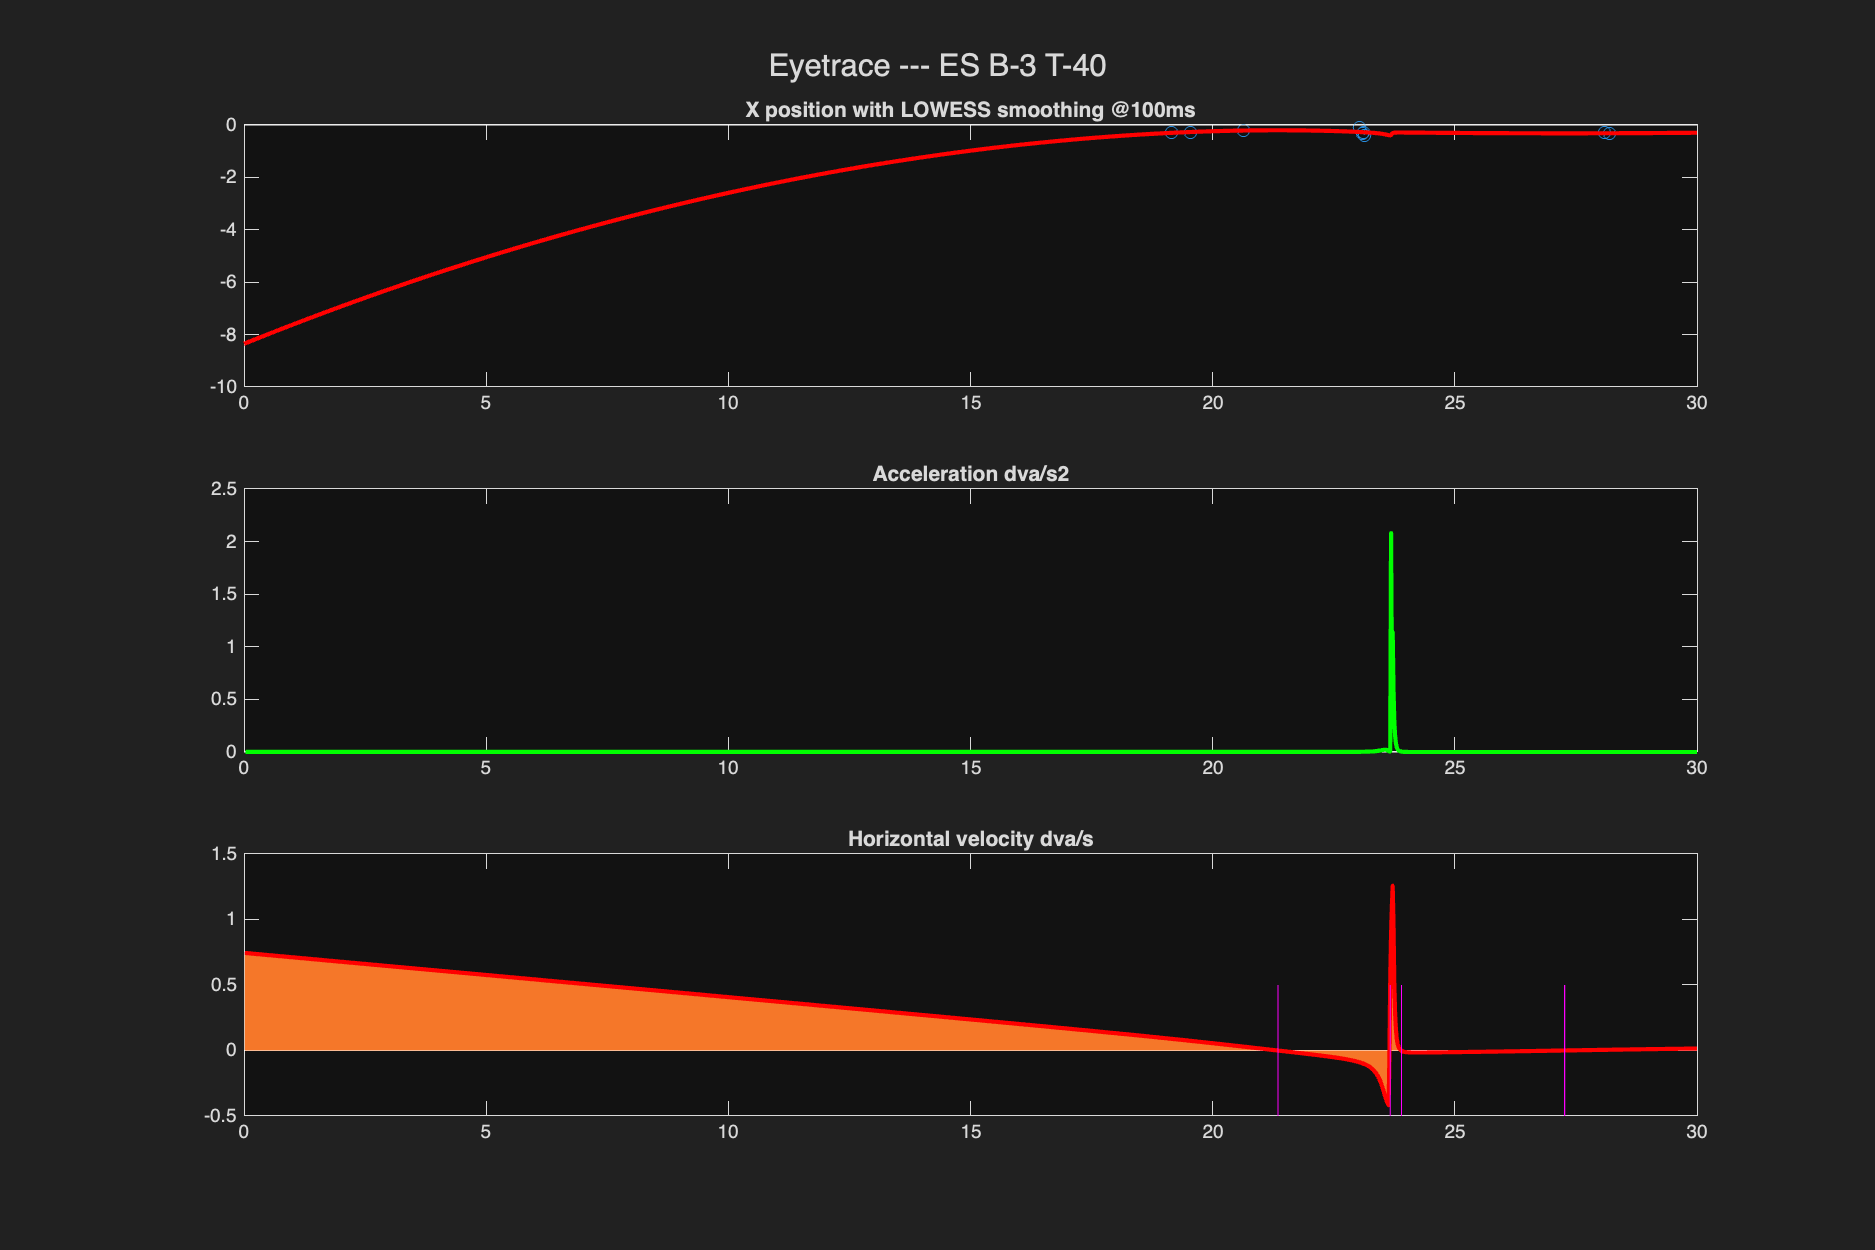 Eyetrace --- ES B-3 T-40
X position with LOWESS smoothing @100ms
0
-2
-4
-6
-8
-10
0 5 10 15 20 25 30
Acceleration dva/s2
2.5
2
1.5
1
0.5
0
0 5 10 15 20 25 30
Horizontal velocity dva/s
1.5
1
0.5
0
-0.5
0 5 10 15 20 25 30